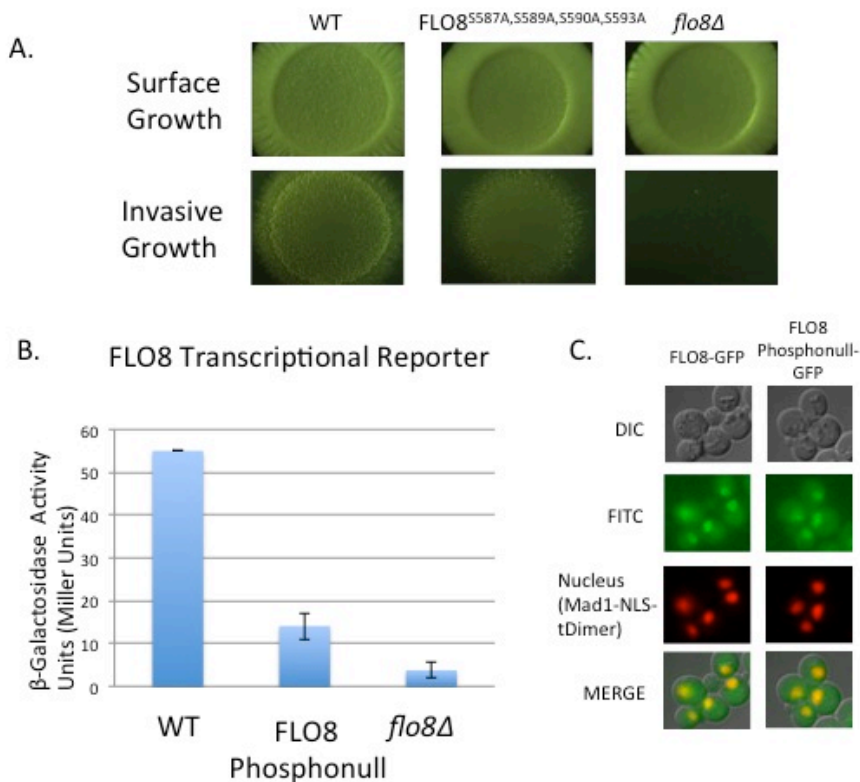 A.
WT
FLO8S587A,S589A,S590A,S593A
flo8Δ
Surface
Growth
Invasive
Growth
B.
FLO8 Transcriptional Reporter
β-Galactosidase Activity
Units (Miller Units)
60
50
40
30
20
10
0
WT
FLO8
Phosphonull
flo8Δ
C.
FLO8-GFP
FLO8
Phosphonull-
GFP
DIC
FITC
Nucleus
(Mad1-NLS-
tDimer)
MERGE